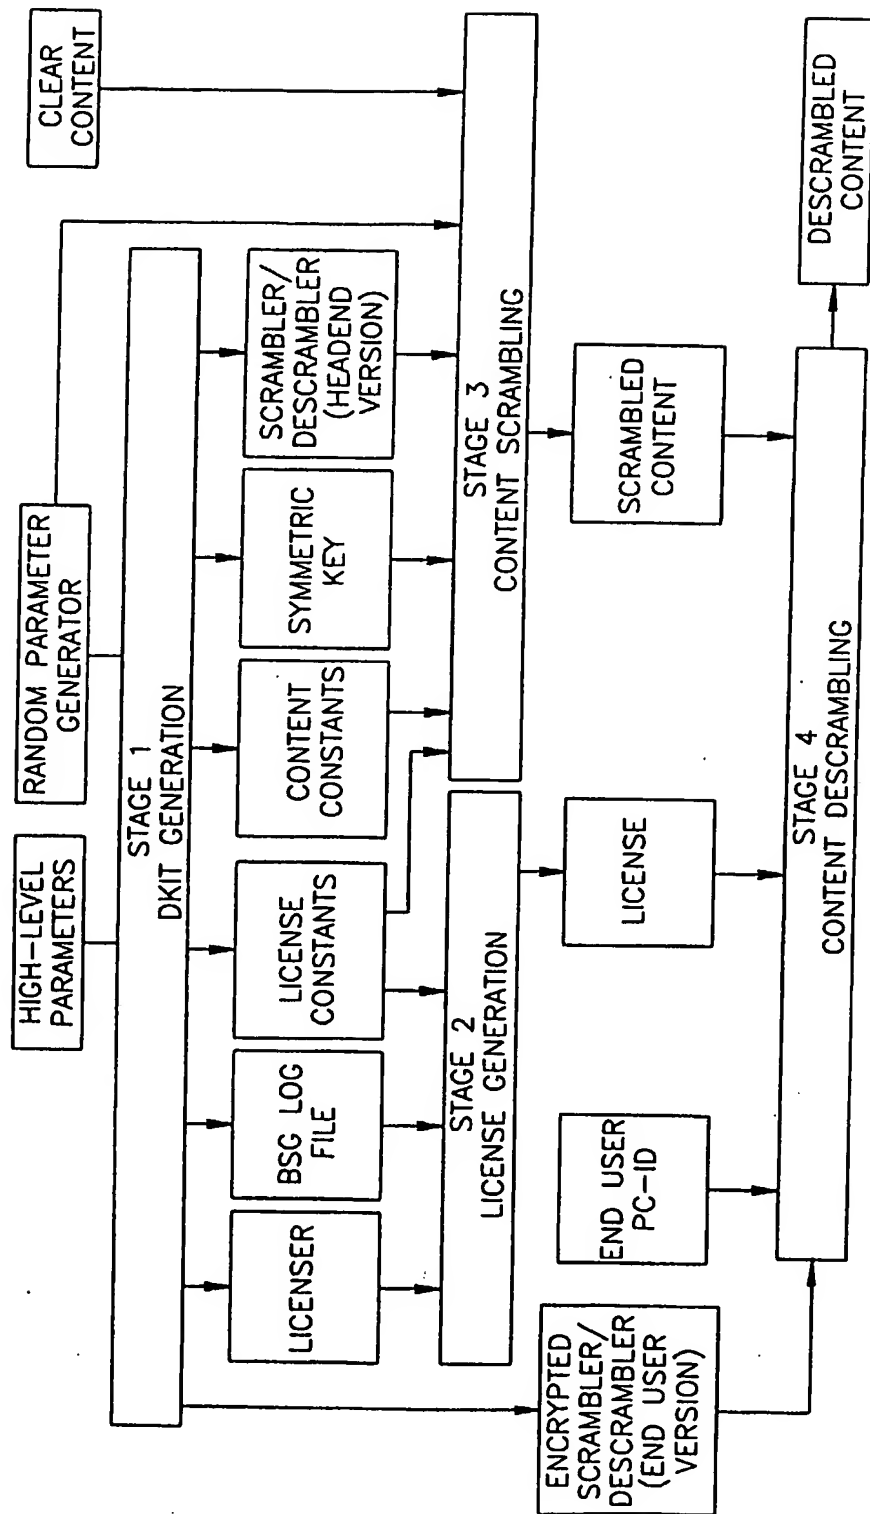 HIGH-LEVEL
PARAMETERS
RANDOM PARAMETER
GENERATOR
CLEAR
CONTENT
STAGE 1
DKIT GENERATION
LICENSER
BSG LOG
FILE
LICENSE
CONSTANTS
CONTENT
CONSTANTS
SYMMETRIC
KEY
SCRAMBLER/
DESCRAMBLER
(HEADEND
VERSION)
STAGE 2
LICENSE GENERATION
STAGE 3
CONTENT SCRAMBLING
ENCRYPTED
SCRAMBLER/
DESCRAMBLER
(END USER
VERSION)
END USER
PC-ID
LICENSE
SCRAMBLED
CONTENT
STAGE 4
CONTENT DESCRAMBLING
DESCRAMBLED
CONTENT